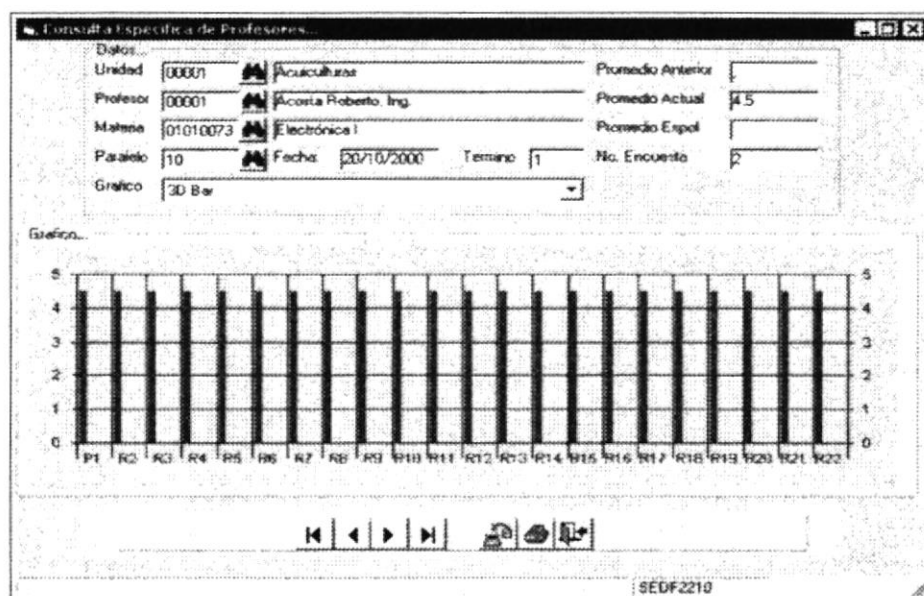 Consulta Específica de Profesores...
Datos...
Unidad 00001 Acuiculturas Promedio Anterior .
Profesor 00001 Acosta Roberto, Ing. Promedio Actual 4.5
Materia 01010073 Electrónica I Promedio Espol
Paralelo 10 Fecha: 20/10/2000 Termino 1 No. Encuesta 2
Grafico 3D Bar
Grafico...
5 5
4 4
3 3
2 2
1 1
0 0
R1 R2 R3 R4 R5 R6 R7 R8 R9 R10 R11 R12 R13 R14 R15 R16 R17 R18 R19 R20 R21 R22
SEDF2210